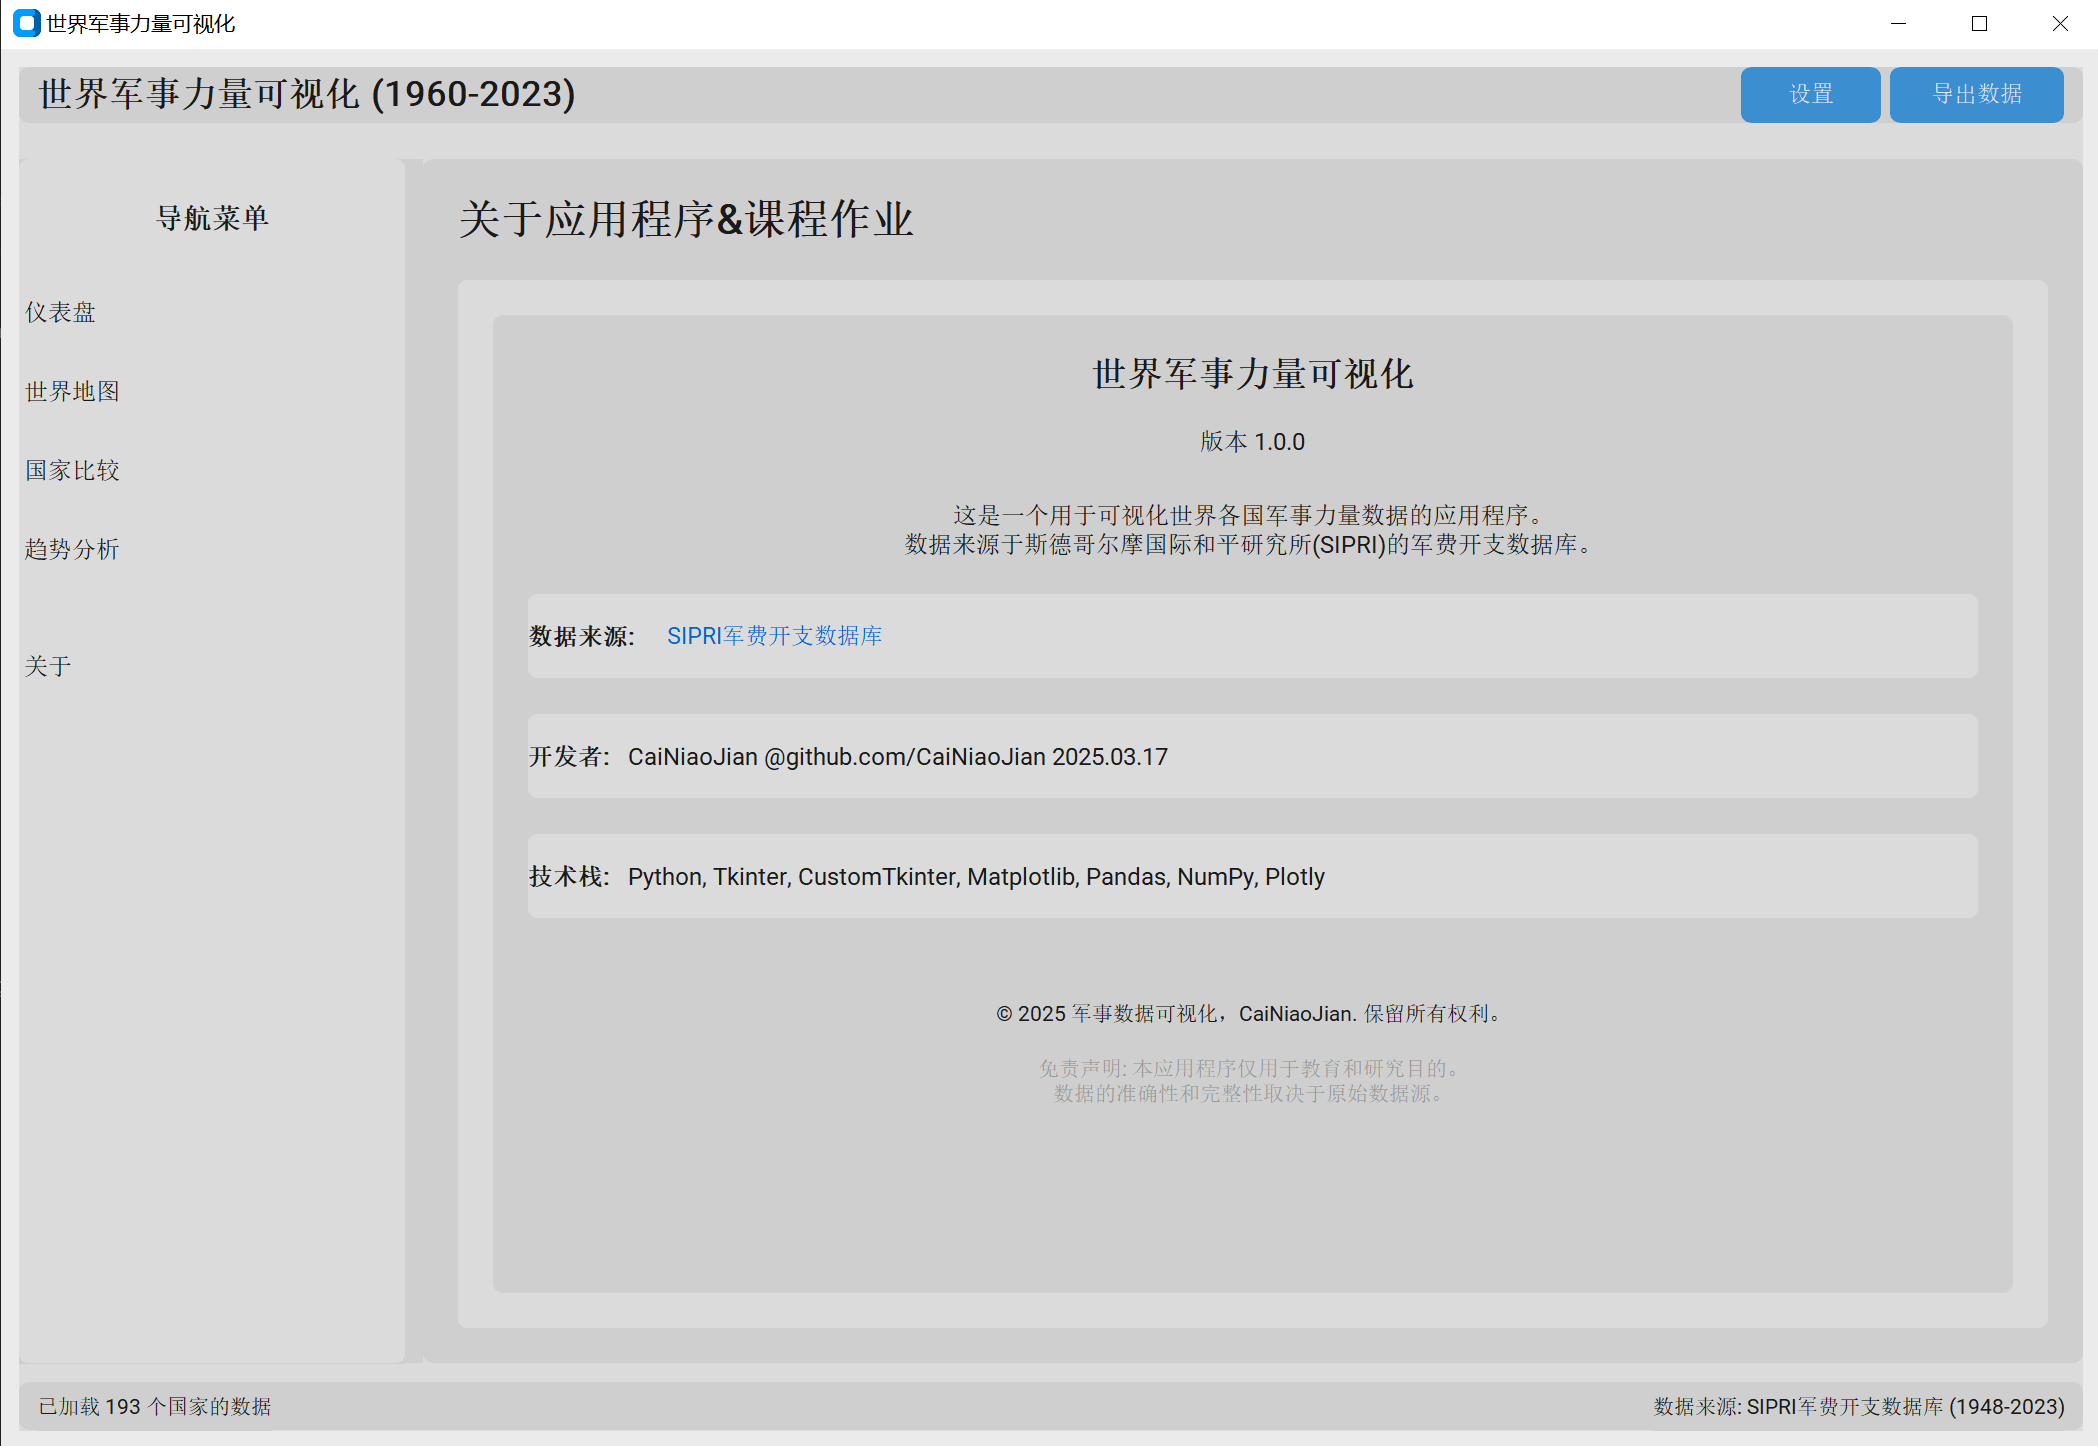 世界军事力量可视化
世界军事力量可视化 (1960-2023)
设置
导出数据
导航菜单
仪表盘
世界地图
国家比较
趋势分析
关于
关于应用程序&课程作业
世界军事力量可视化
版本 1.0.0
这是一个用于可视化世界各国军事力量数据的应用程序。
数据来源于斯德哥尔摩国际和平研究所(SIPRI)的军费开支数据库。
数据来源: SIPRI军费开支数据库
开发者: CaiNiaoJian @github.com/CaiNiaoJian 2025.03.17
技术栈: Python, Tkinter, CustomTkinter, Matplotlib, Pandas, NumPy, Plotly
© 2025 军事数据可视化，CaiNiaoJian. 保留所有权利。
免责声明: 本应用程序仅用于教育和研究目的。
数据的准确性和完整性取决于原始数据源。
已加载 193 个国家的数据
数据来源: SIPRI军费开支数据库 (1948-2023)